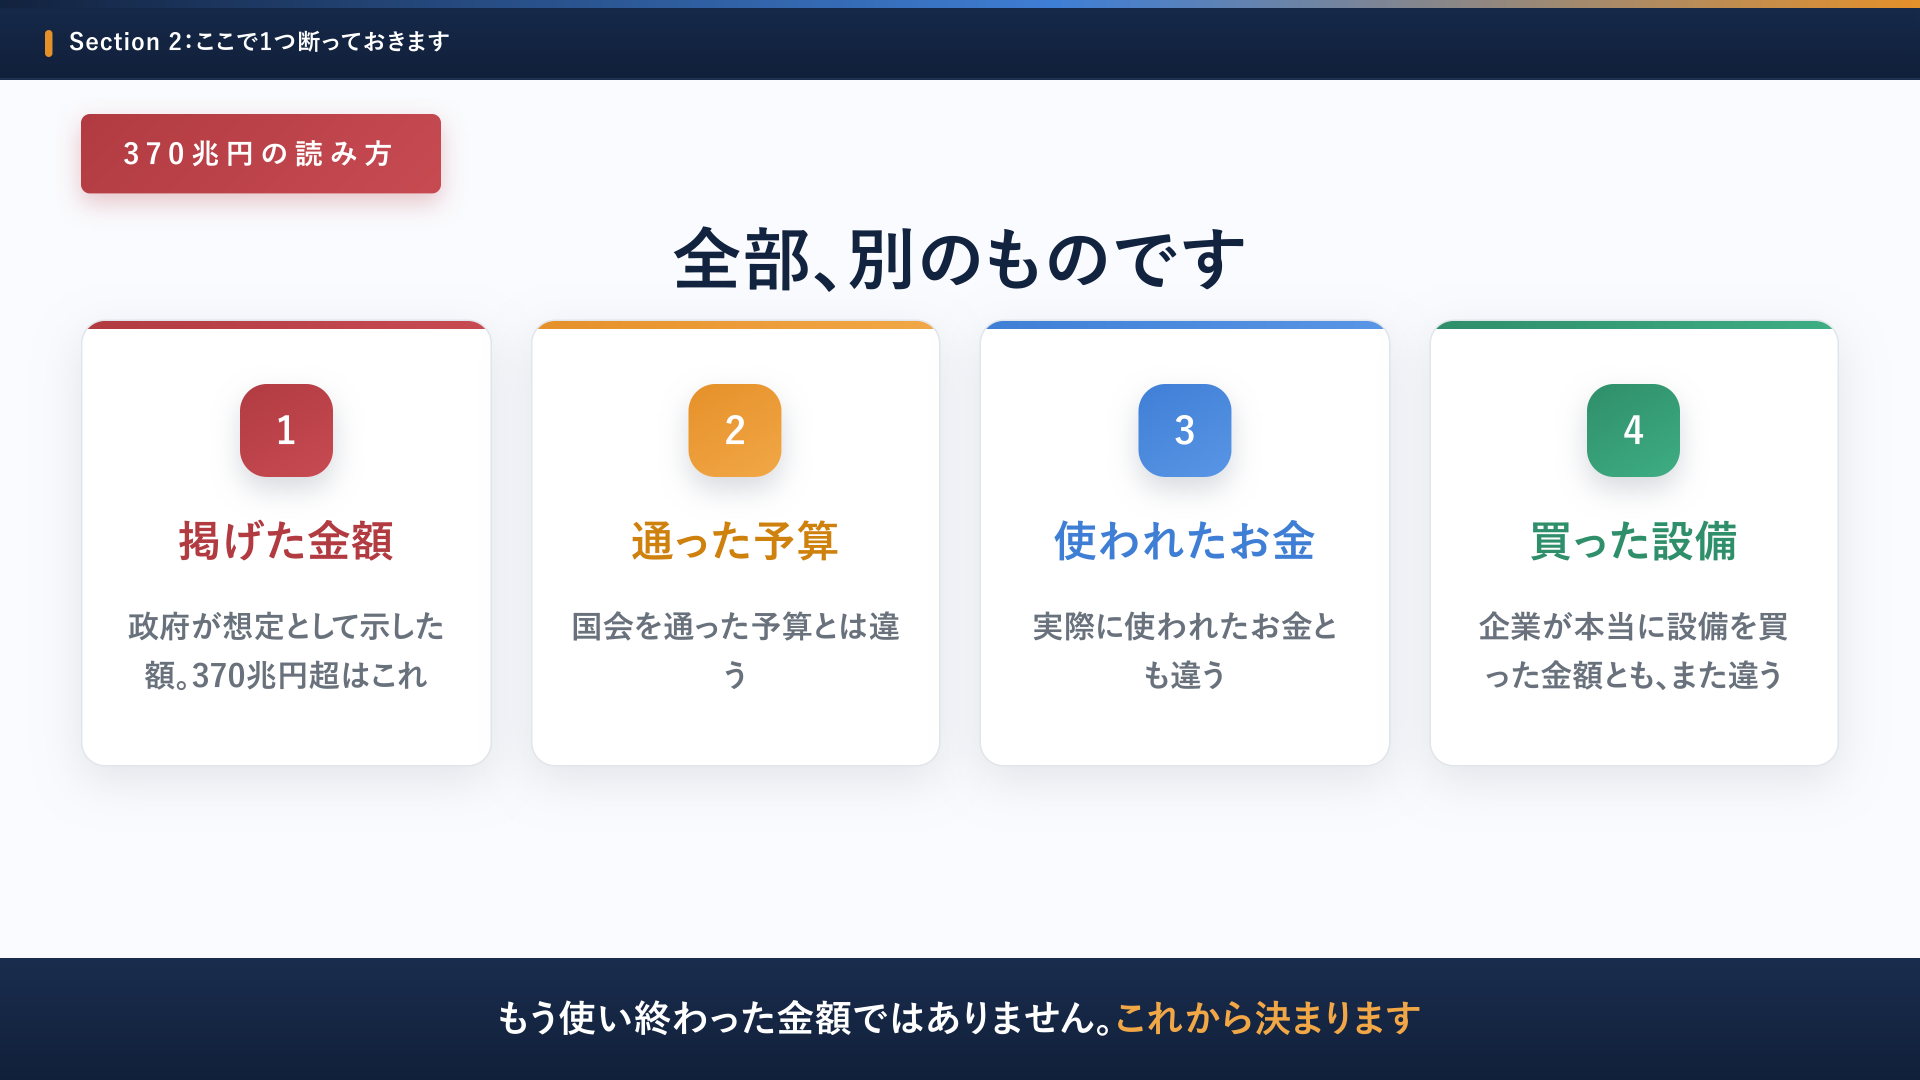 Section 2：ここで1つ断っておきます
370兆円の読み方
全部、別のものです
1
掲げた金額
政府が想定として示した
額。370兆円超はこれ
2
通った予算
国会を通った予算とは違
う
3
使われたお金
実際に使われたお金と
も違う
4
買った設備
企業が本当に設備を買
った金額とも、また違う
もう使い終わった金額ではありません。これから決まります